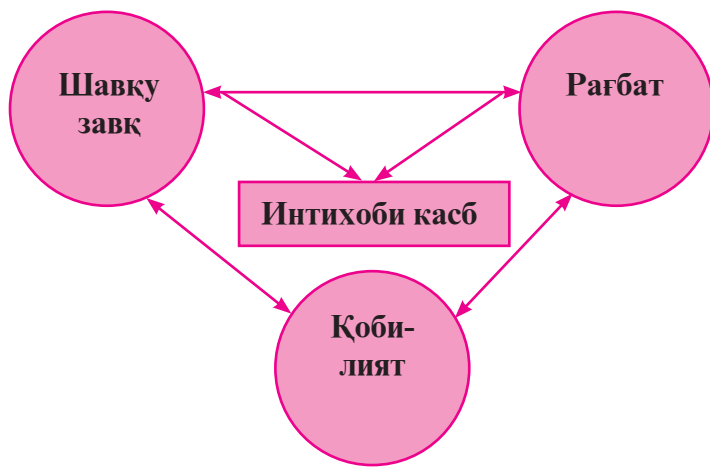 Шавқу
завқ
Рағбат
Интихоби касб
Қоби-
лият